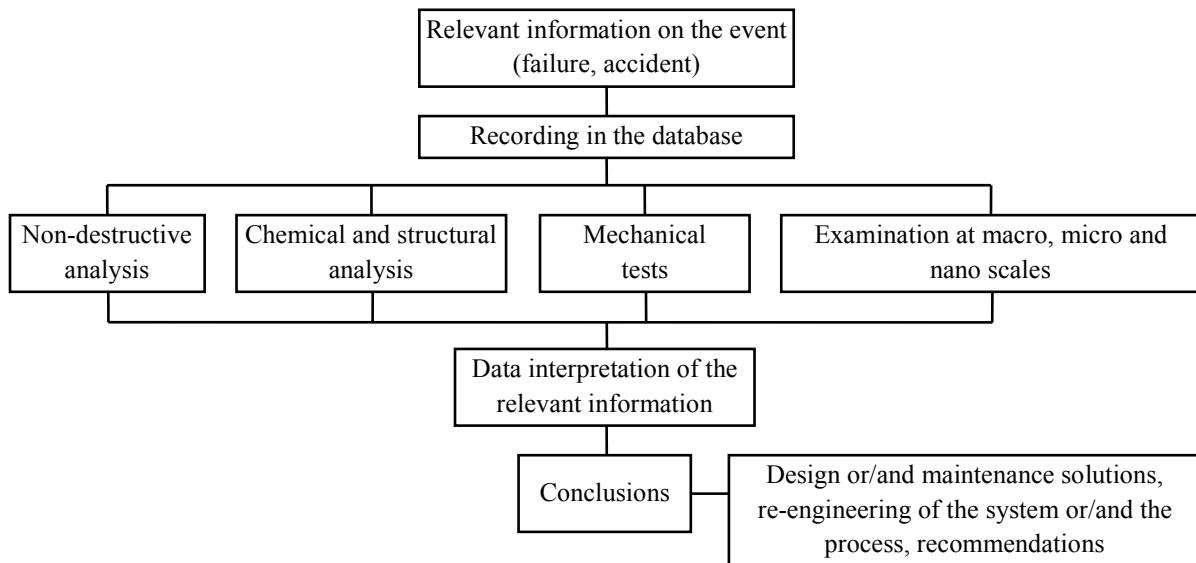 Relevant information on the event
(failure, accident)
Recording in the database
Non-destructive
analysis
Chemical and structural
analysis
Mechanical
tests
Examination at macro, micro and
nano scales
Data interpretation of the
relevant information
Conclusions
Design or/and maintenance solutions,
re-engineering of the system or/and the
process, recommendations